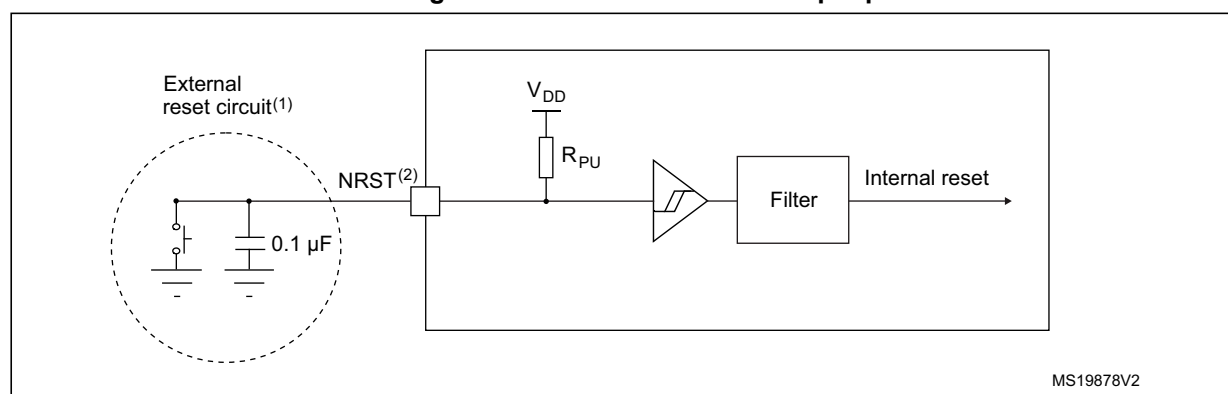 External
reset circuit(1)
VDD
RPU
NRST(2)
0.1 µF
Filter
Internal reset
MS19878V2